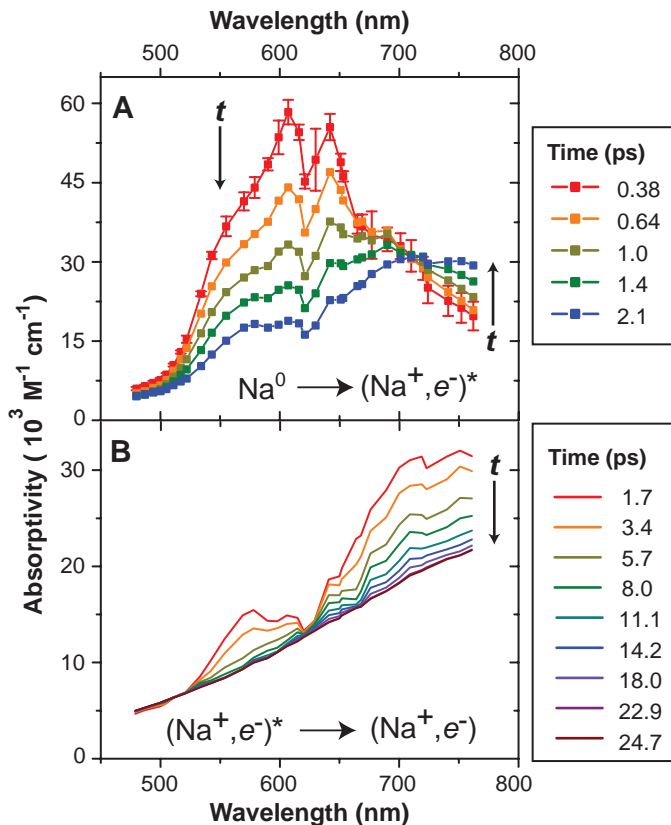 Wavelength (nm)
500 600 700 800
A
t
60
45
30
15
0
t
Na⁰ ⟶ (Na⁺,e⁻)*
Time (ps)
0.38
0.64
1.0
1.4
2.1
Absorptivity ( 10³ M⁻¹ cm⁻¹)
B
t
30
20
10
0
(Na⁺,e⁻)* ⟶ (Na⁺,e⁻)
500 600 700 800
Wavelength (nm)
Time (ps)
1.7
3.4
5.7
8.0
11.1
14.2
18.0
22.9
24.7